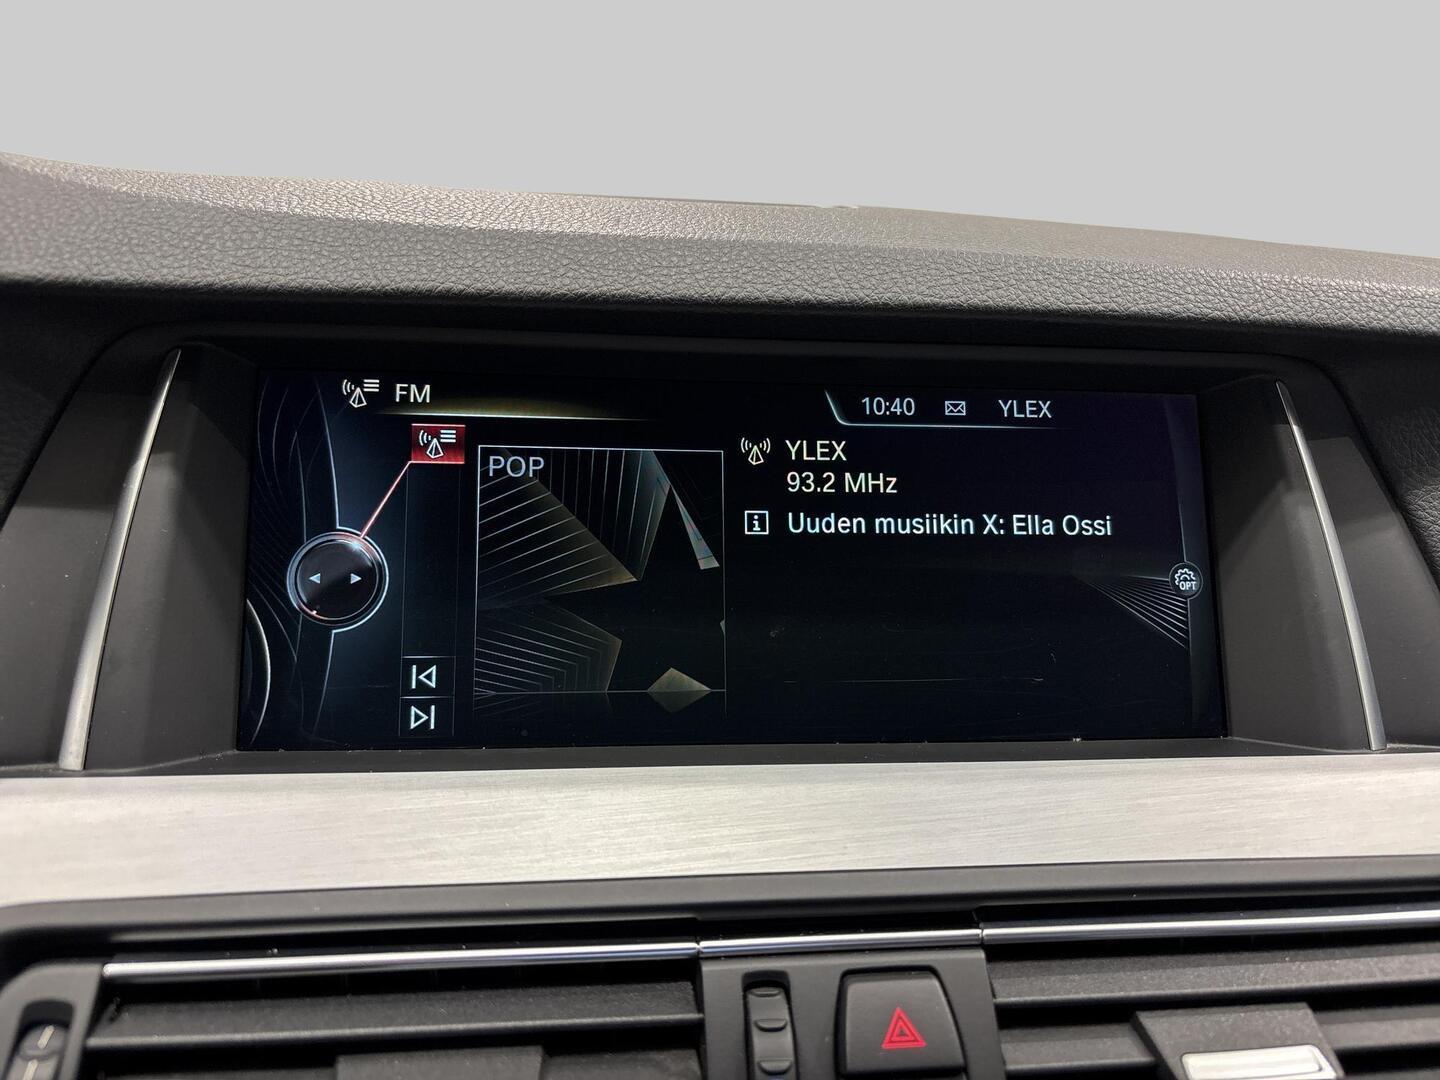 FM
10:40 YLEX
POP
YLEX
93.2 MHz
Uuden musiikin X: Ella Ossi
OPT